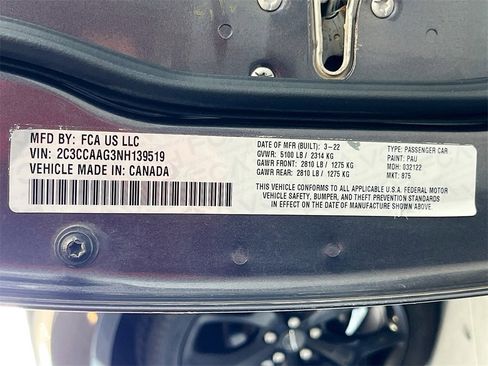 MFD BY: FCA US LLC
VIN: 2C3CCAAG3NH139519
VEHICLE MADE IN: CANADA
DATE OF MFR (BUILT): 3-22
GVWR: 5100 LB / 2314 KG
GAWR FRONT: 2810 LB / 1275 KG
GAWR REAR: 2810 LB / 1275 KG
TYPE: PASSENGER CAR
PAINT: PAU
MDH: 032122
MKT: 875
THIS VEHICLE CONFORMS TO ALL APPLICABLE U.S.A. FEDERAL MOTOR
VEHICLE SAFETY, BUMPER, AND THEFT PREVENTION STANDARDS
IN EFFECT ON THE DATE OF MANUFACTURE SHOWN ABOVE.